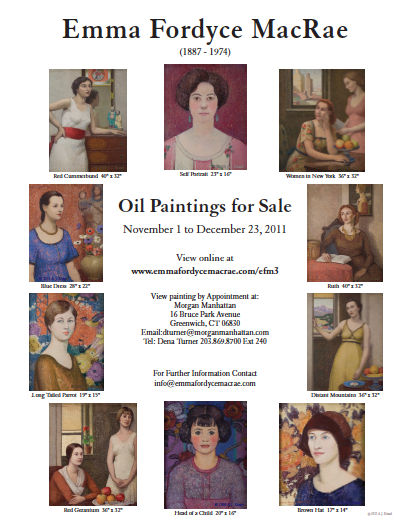 Emma Fordyce MacRae
(1887 - 1974)
Red Cummerbund 40" x 32"
Self Portrait 23" x 16"
Women in New York 36" x 32"
Oil Paintings for Sale
November 1 to December 23, 2011
View online at
www.emmafordycemacrae.com/efm3
Blue Dress 28" x 22"
Ruth 40" x 32"
View painting by Appointment at:
Morgan Manhattan
16 Bruce Park Avenue
Greenwich, CT 06830
Email:dturner@morganmanhattan.com
Tel: Dena Turner 203.869.8700 Ext 240
For Further Information Contact
info@emmafordycemacrae.com
Long Tailed Parrot 19" x 15"
Distant Mountains 36" x 32"
Red Geranium 36" x 32"
Head of a Child 20" x 16"
Brown Hat 17" x 14"